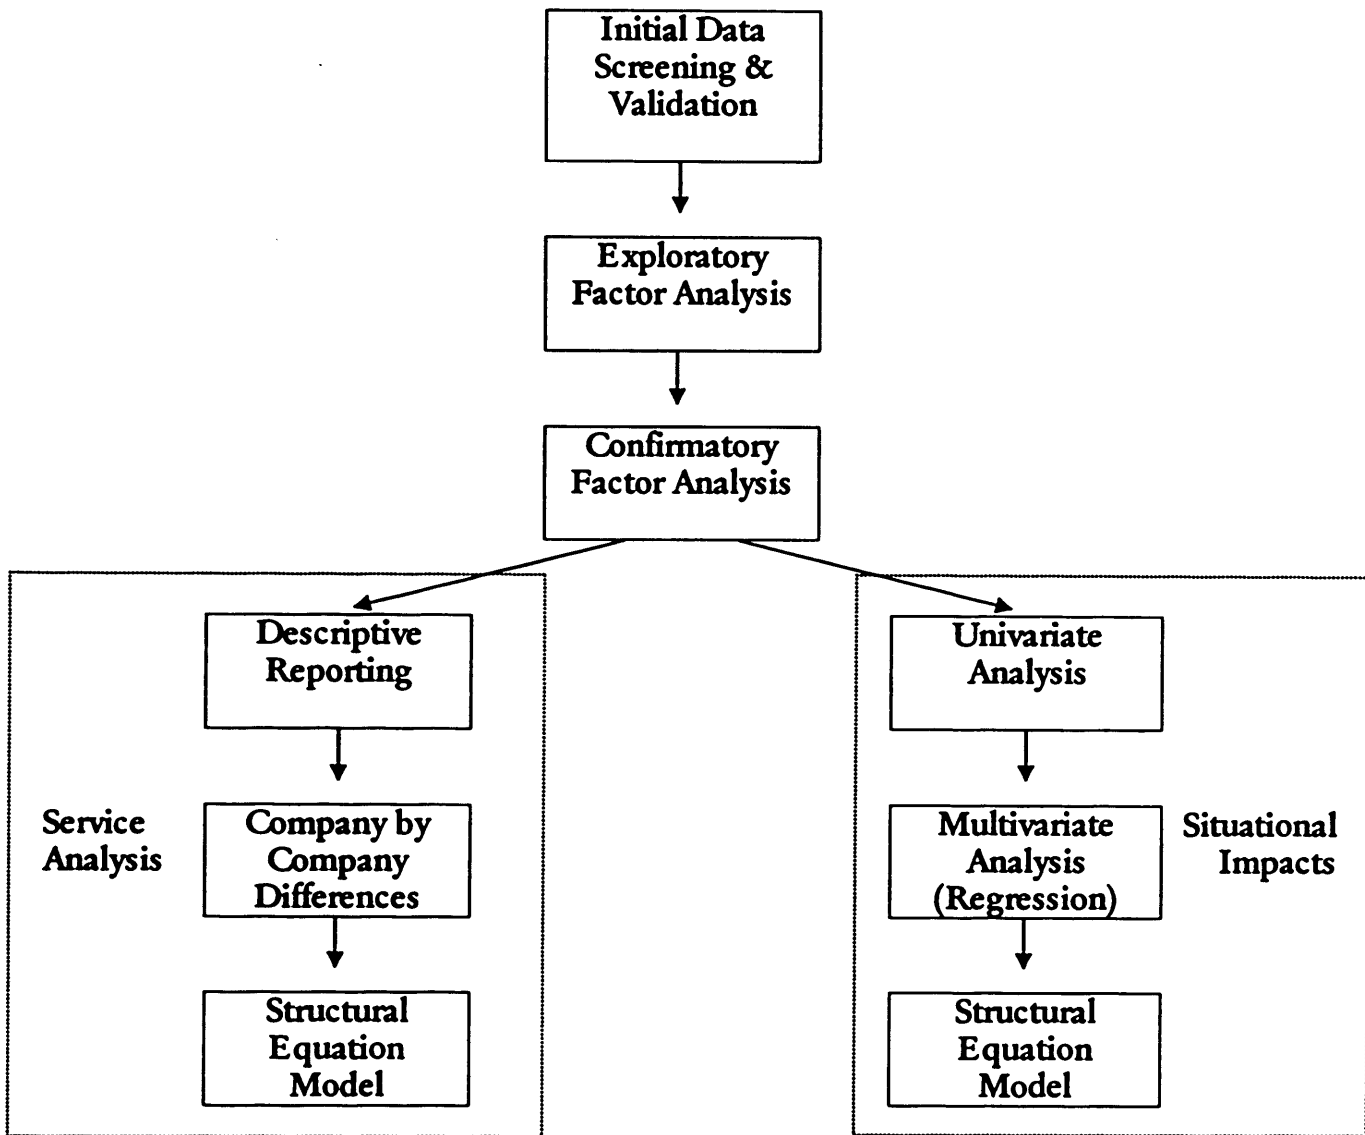 Initial Data
Screening &
Validation
Exploratory
Factor Analysis
Confirmatory
Factor Analysis
Descriptive
Reporting
Univariate
Analysis
Service
Analysis
Company by
Company
Differences
Multivariate
Analysis
(Regression)
Situational
Impacts
Structural
Equation
Model
Structural
Equation
Model